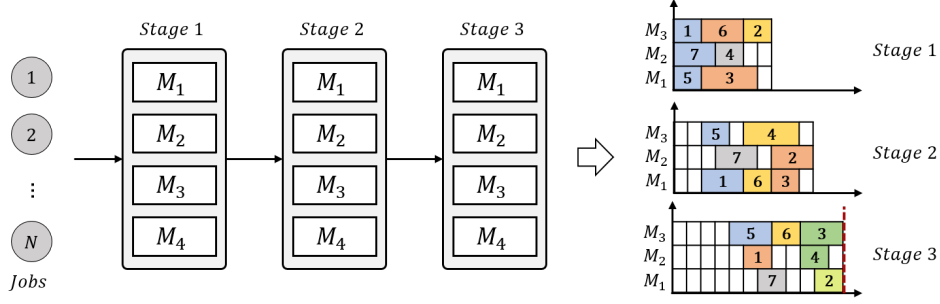 Stage 1
Stage 2
Stage 3
1
2
...
N
Jobs
M1
M2
M3
M4
M1
M2
M3
M4
M1
M2
M3
M4
M3 1 6 2
M2 7 4
M1 5 3
Stage 1
M3 5 4
M2 7 2
M1 1 6 3
Stage 2
M3 5 6 3
M2 1 4
M1 7 2
Stage 3